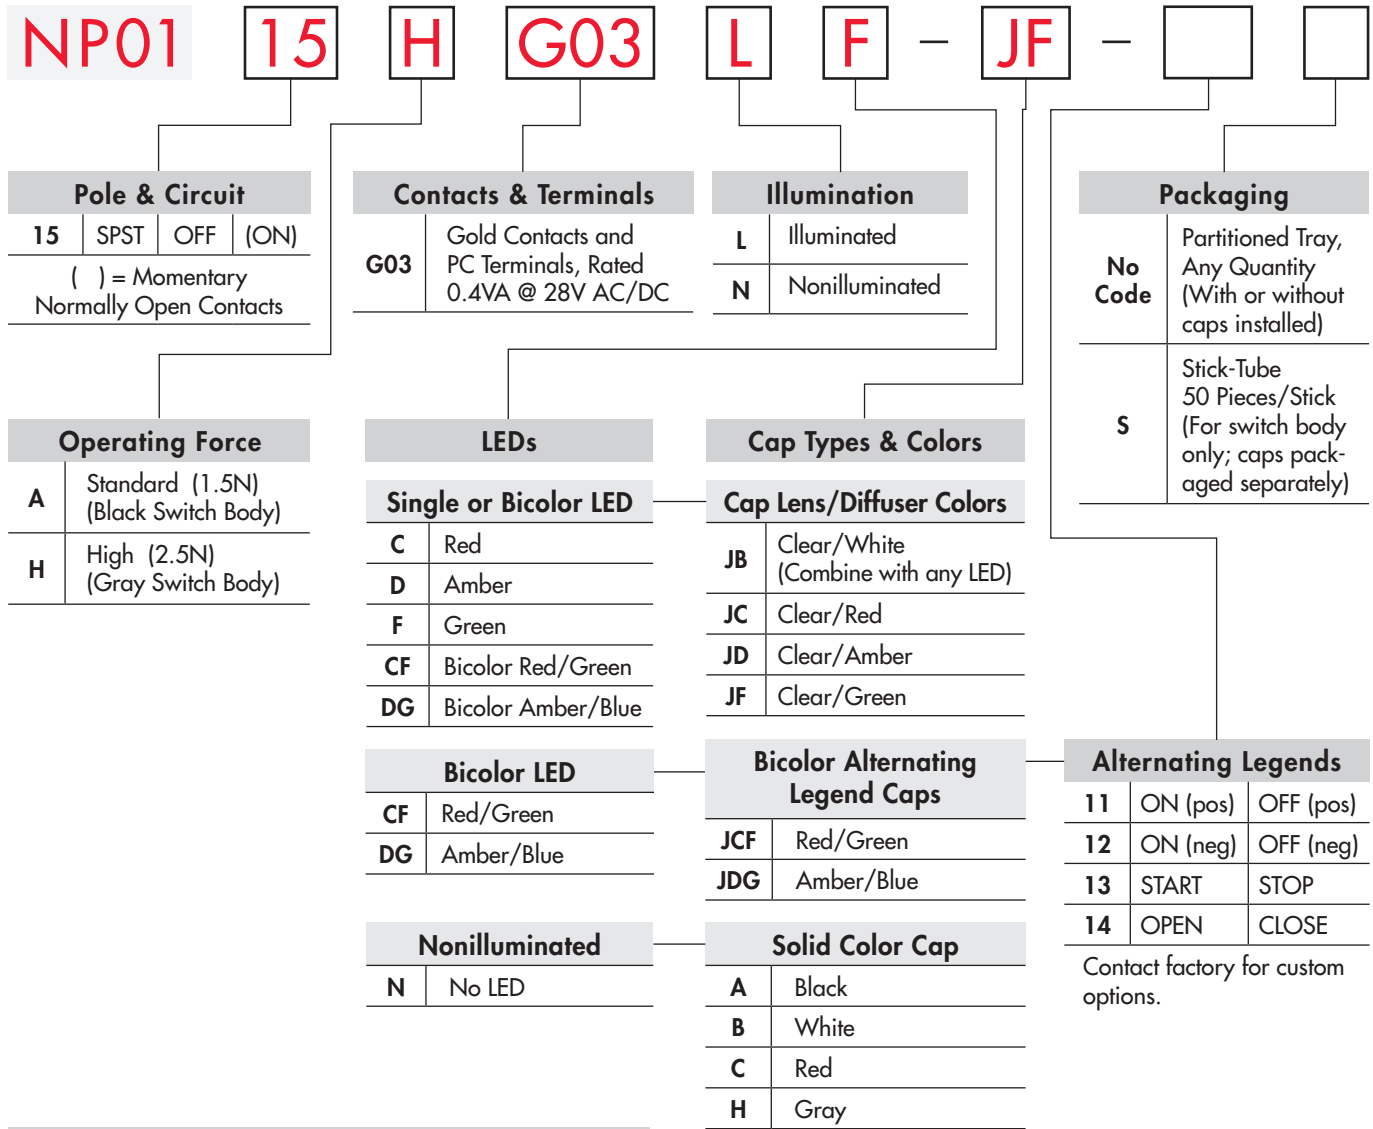 NP01 15 H G03 L F – JF –
Pole & Circuit
15 SPST OFF (ON)
( ) = Momentary
Normally Open Contacts
Contacts & Terminals
G03 Gold Contacts and
PC Terminals, Rated
0.4VA @ 28V AC/DC
Illumination
L Illuminated
N Nonilluminated
Packaging
No
Code
Partitioned Tray,
Any Quantity
(With or without
caps installed)
S
Stick-Tube
50 Pieces/Stick
(For switch body
only; caps pack-
aged separately)
Operating Force
A
Standard (1.5N)
(Black Switch Body)
H
High (2.5N)
(Gray Switch Body)
LEDs
Single or Bicolor LED
C Red
D Amber
F Green
CF Bicolor Red/Green
DG Bicolor Amber/Blue
Cap Types & Colors
Cap Lens/Diffuser Colors
JB
Clear/White
(Combine with any LED)
JC Clear/Red
JD Clear/Amber
JF Clear/Green
Bicolor LED
CF Red/Green
DG Amber/Blue
Bicolor Alternating
Legend Caps
JCF Red/Green
JDG Amber/Blue
Alternating Legends
11 ON (pos) OFF (pos)
12 ON (neg) OFF (neg)
13 START STOP
14 OPEN CLOSE
Contact factory for custom
options.
Nonilluminated
N No LED
Solid Color Cap
A Black
B White
C Red
H Gray